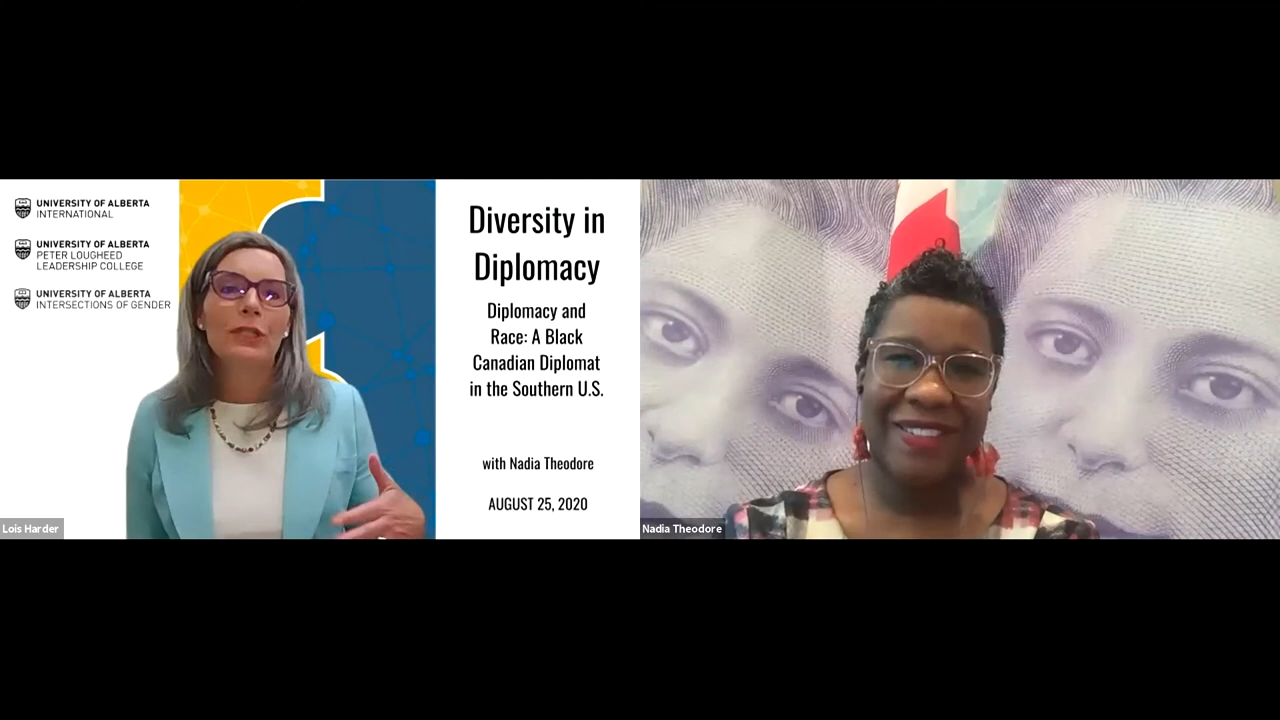 UNIVERSITY OF ALBERTA
INTERNATIONAL
UNIVERSITY OF ALBERTA
PETER LOUGHEED
LEADERSHIP COLLEGE
UNIVERSITY OF ALBERTA
INTERSECTIONS OF GENDER
Diversity in
Diplomacy
Diplomacy and
Race: A Black
Canadian Diplomat
in the Southern U.S.
with Nadia Theodore
AUGUST 25, 2020
Lois Harder
Nadia Theodore